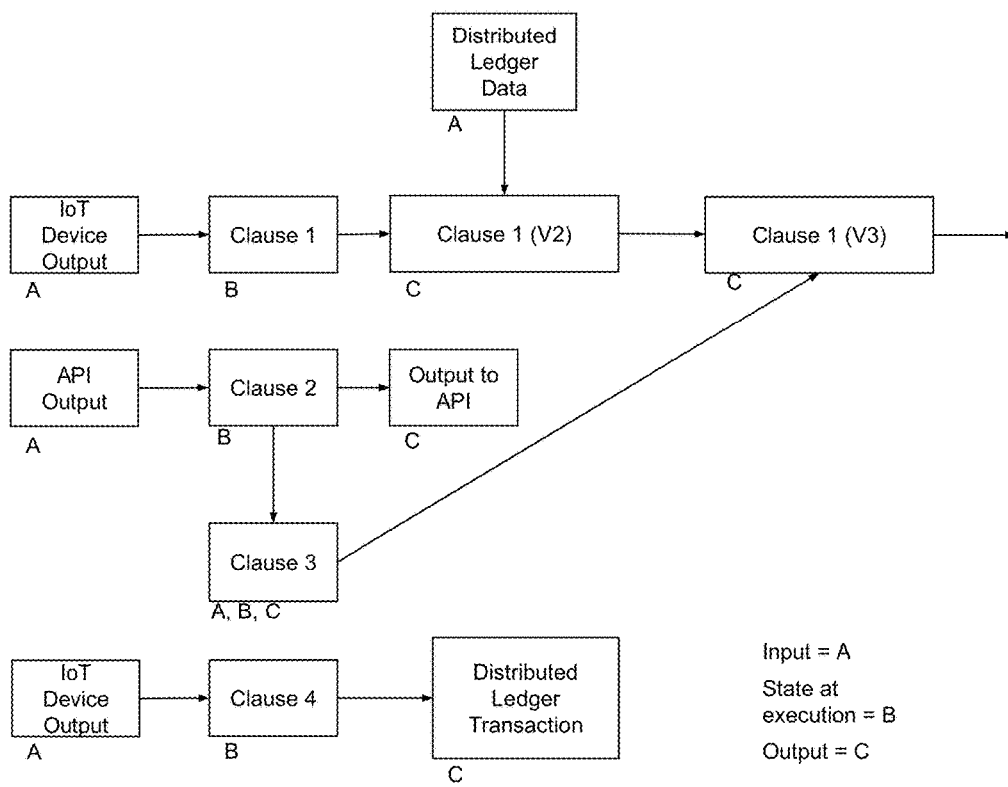 Distributed
Ledger
Data
A
IoT
Device
Output
A
Clause 1
B
Clause 1 (V2)
C
Clause 1 (V3)
C
API
Output
A
Clause 2
B
Output to
API
C
Clause 3
A, B, C
IoT
Device
Output
A
Clause 4
B
Distributed
Ledger
Transaction
C
Input = A
State at
execution = B
Output = C